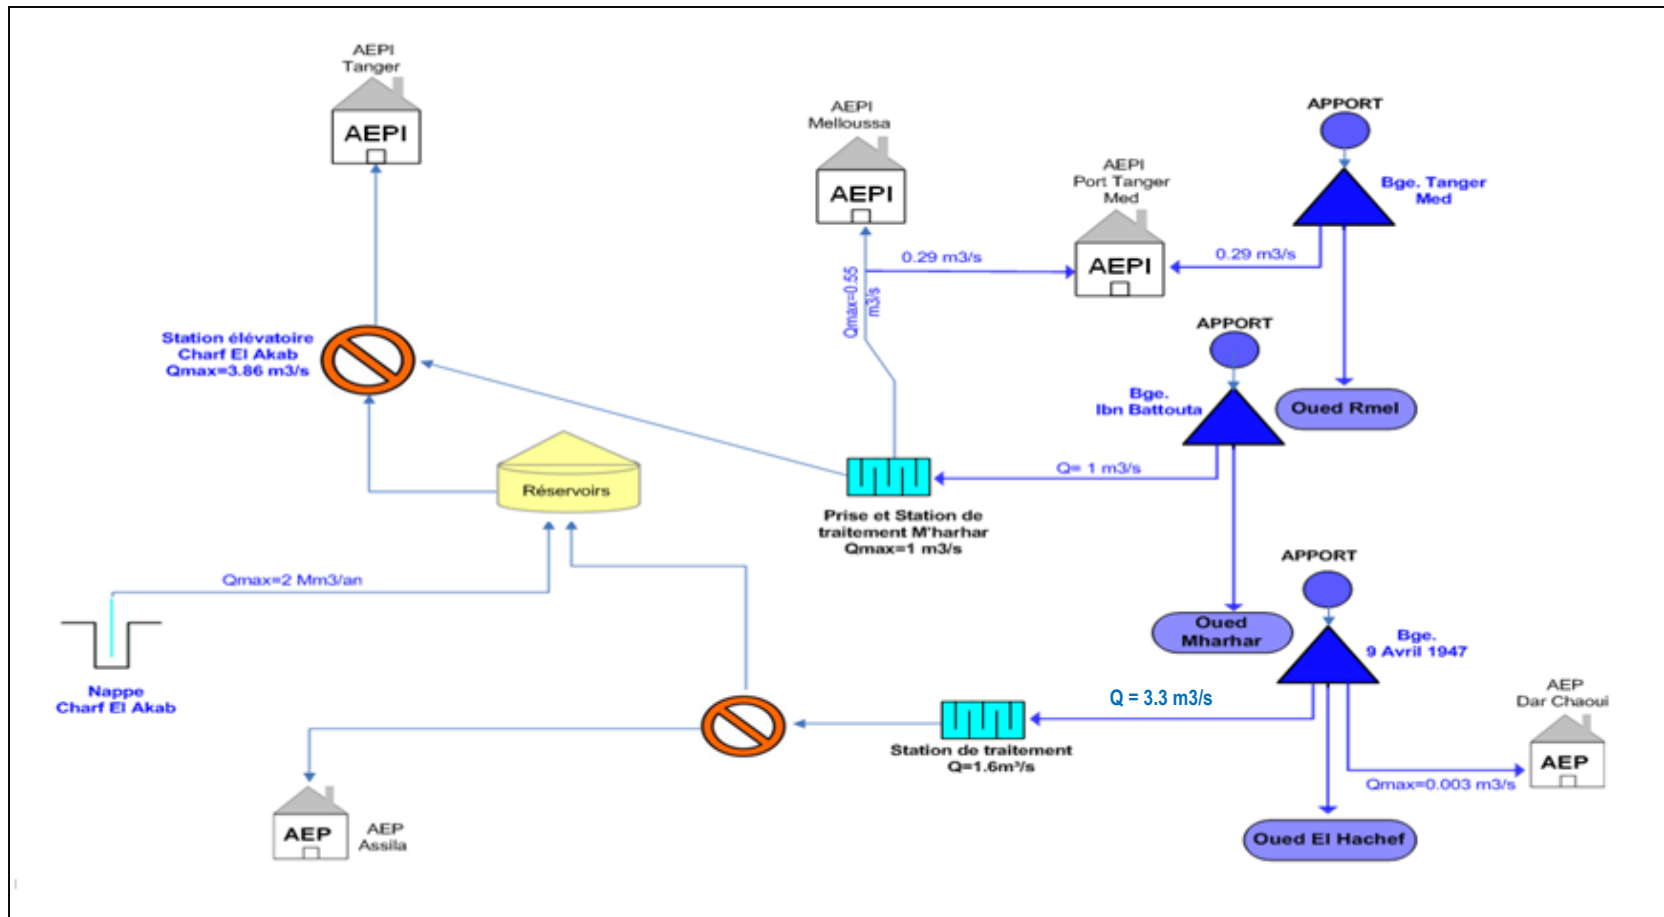 AEPI
Tanger
AEPI
AEPI
Melloussa
AEPI
AEPI
Port Tanger
Med
AEPI
APPORT
Bge. Tanger
Med
0.29 m3/s
0.29 m3/s
Qmax=0.55
m3/s
Station élévatoire
Charf El Akab
Qmax=3.86 m3/s
APPORT
Bge.
Ibn Battouta
Oued Rmel
Réservoirs
Q= 1 m3/s
Prise et Station de
traitement M'harhar
Qmax=1 m3/s
APPORT
Qmax=2 Mm3/an
Oued
Mharhar
Bge.
9 Avril 1947
Nappe
Charf El Akab
Q = 3.3 m3/s
AEP
Dar Chaoui
AEP
Station de traitement
Q=1.6m³/s
Qmax=0.003 m3/s
AEP
AEP
Assila
Oued El Hachef